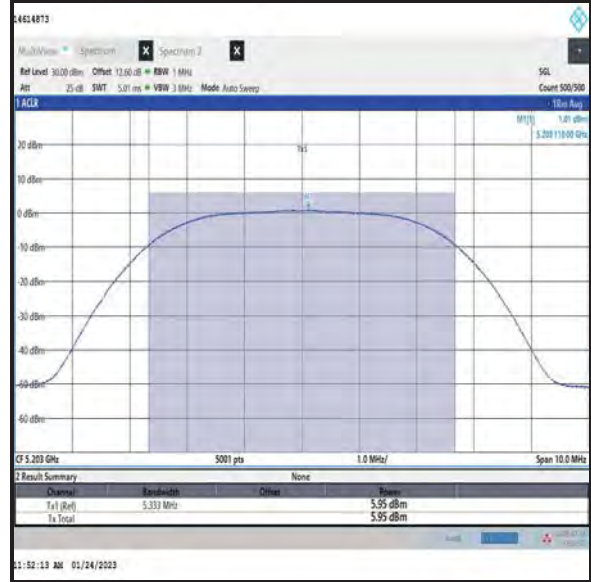 14614873
MultiView Spectrum X Spectrum 2 X
Ref Level 30.00 dBm Offset 12.60 dB RBW 1 MHz SGL
Att 25 dB SWT 5.01 ms VBW 3 MHz Mode Auto Sweep Count 500/500
1 ACLR 1Rm Avg
M1[1] 1.01 dBm
5.203 11000 GHz
Tx1
20 dBm
10 dBm
0 dBm
-10 dBm
-20 dBm
-30 dBm
-40 dBm
-50 dBm
-60 dBm
CF 5.203 GHz 5001 pts 1.0 MHz/ Span 10.0 MHz
2 Result Summary None
Channel Bandwidth Offset Power
Tx1 (Ref) 5.333 MHz 5.95 dBm
Tx Total 5.95 dBm
11:52:13 AM 01/24/2023